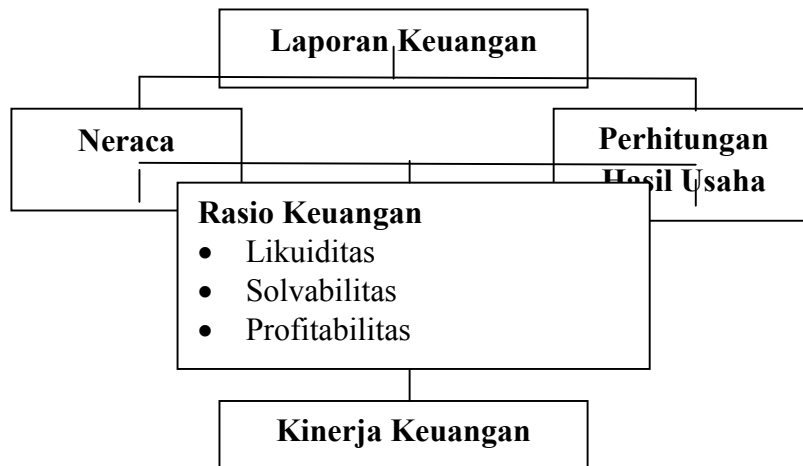 Laporan Keuangan
Neraca
Perhitungan
Hasil Usaha
Rasio Keuangan
• Likuiditas
• Solvabilitas
• Profitabilitas
Kinerja Keuangan